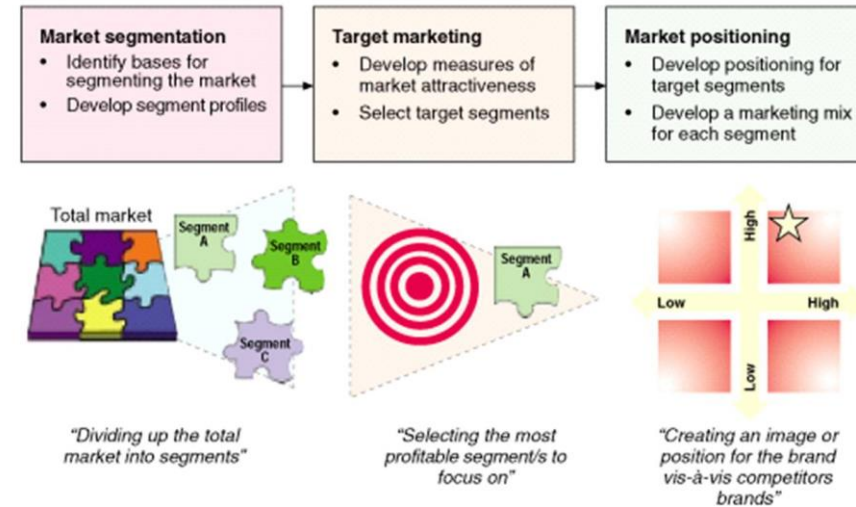 Market segmentation
• Identify bases for
segmenting the market
• Develop segment profiles
Target marketing
• Develop measures of
market attractiveness
• Select target segments
Market positioning
• Develop positioning for
target segments
• Develop a marketing mix
for each segment
Total market
Segment
A
Segment
B
Segment
C
Segment
A
High
Low
High
Low
"Dividing up the total
market into segments"
"Selecting the most
profitable segment/s to
focus on"
"Creating an image or
position for the brand
vis-à-vis competitors
brands"